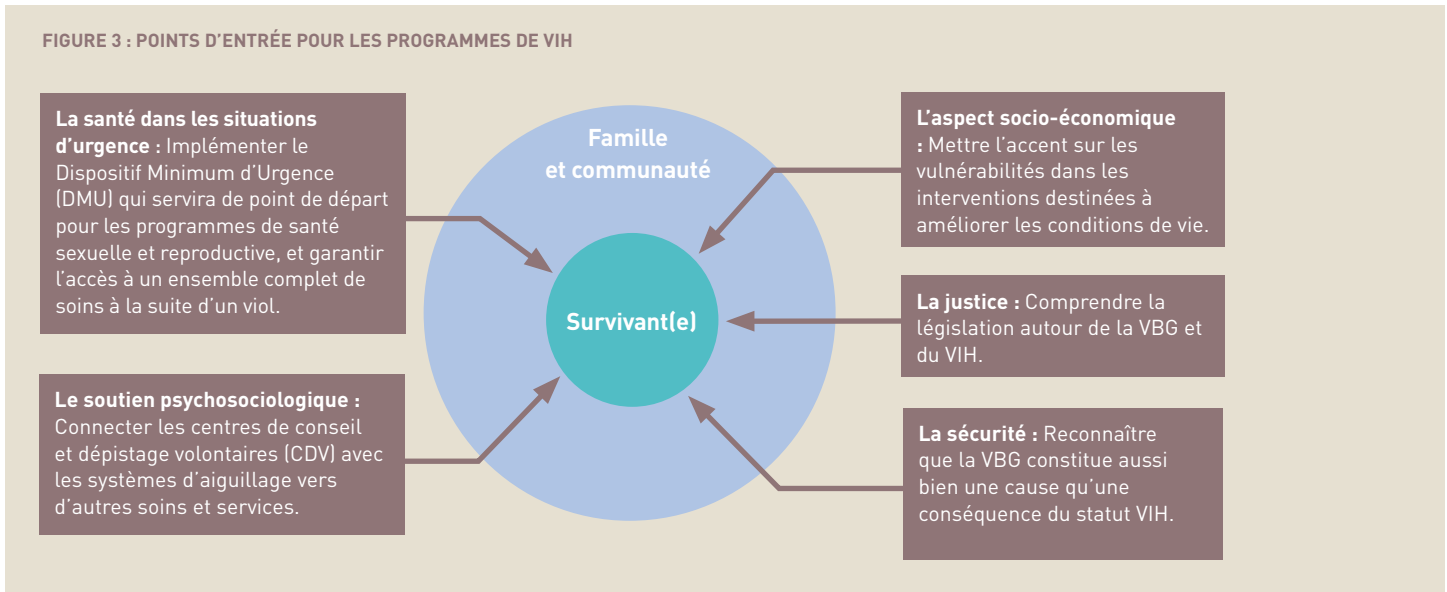 FIGURE 3 : POINTS D'ENTRÉE POUR LES PROGRAMMES DE VIH
La santé dans les situations
d'urgence : Implémenter le
Dispositif Minimum d'Urgence
(DMU) qui servira de point de départ
pour les programmes de santé
sexuelle et reproductive, et garantir
l'accès à un ensemble complet de
soins à la suite d'un viol.
Le soutien psychosociologique :
Connecter les centres de conseil
et dépistage volontaires (CDV) avec
les systèmes d'aiguillage vers
d'autres soins et services.
Famille
et communauté
Survivant(e)
L'aspect socio-économique
: Mettre l'accent sur les
vulnérabilités dans les
interventions destinées à
améliorer les conditions de vie.
La justice : Comprendre la
législation autour de la VBG et
du VIH.
La sécurité : Reconnaître
que la VBG constitue aussi
bien une cause qu'une
conséquence du statut VIH.